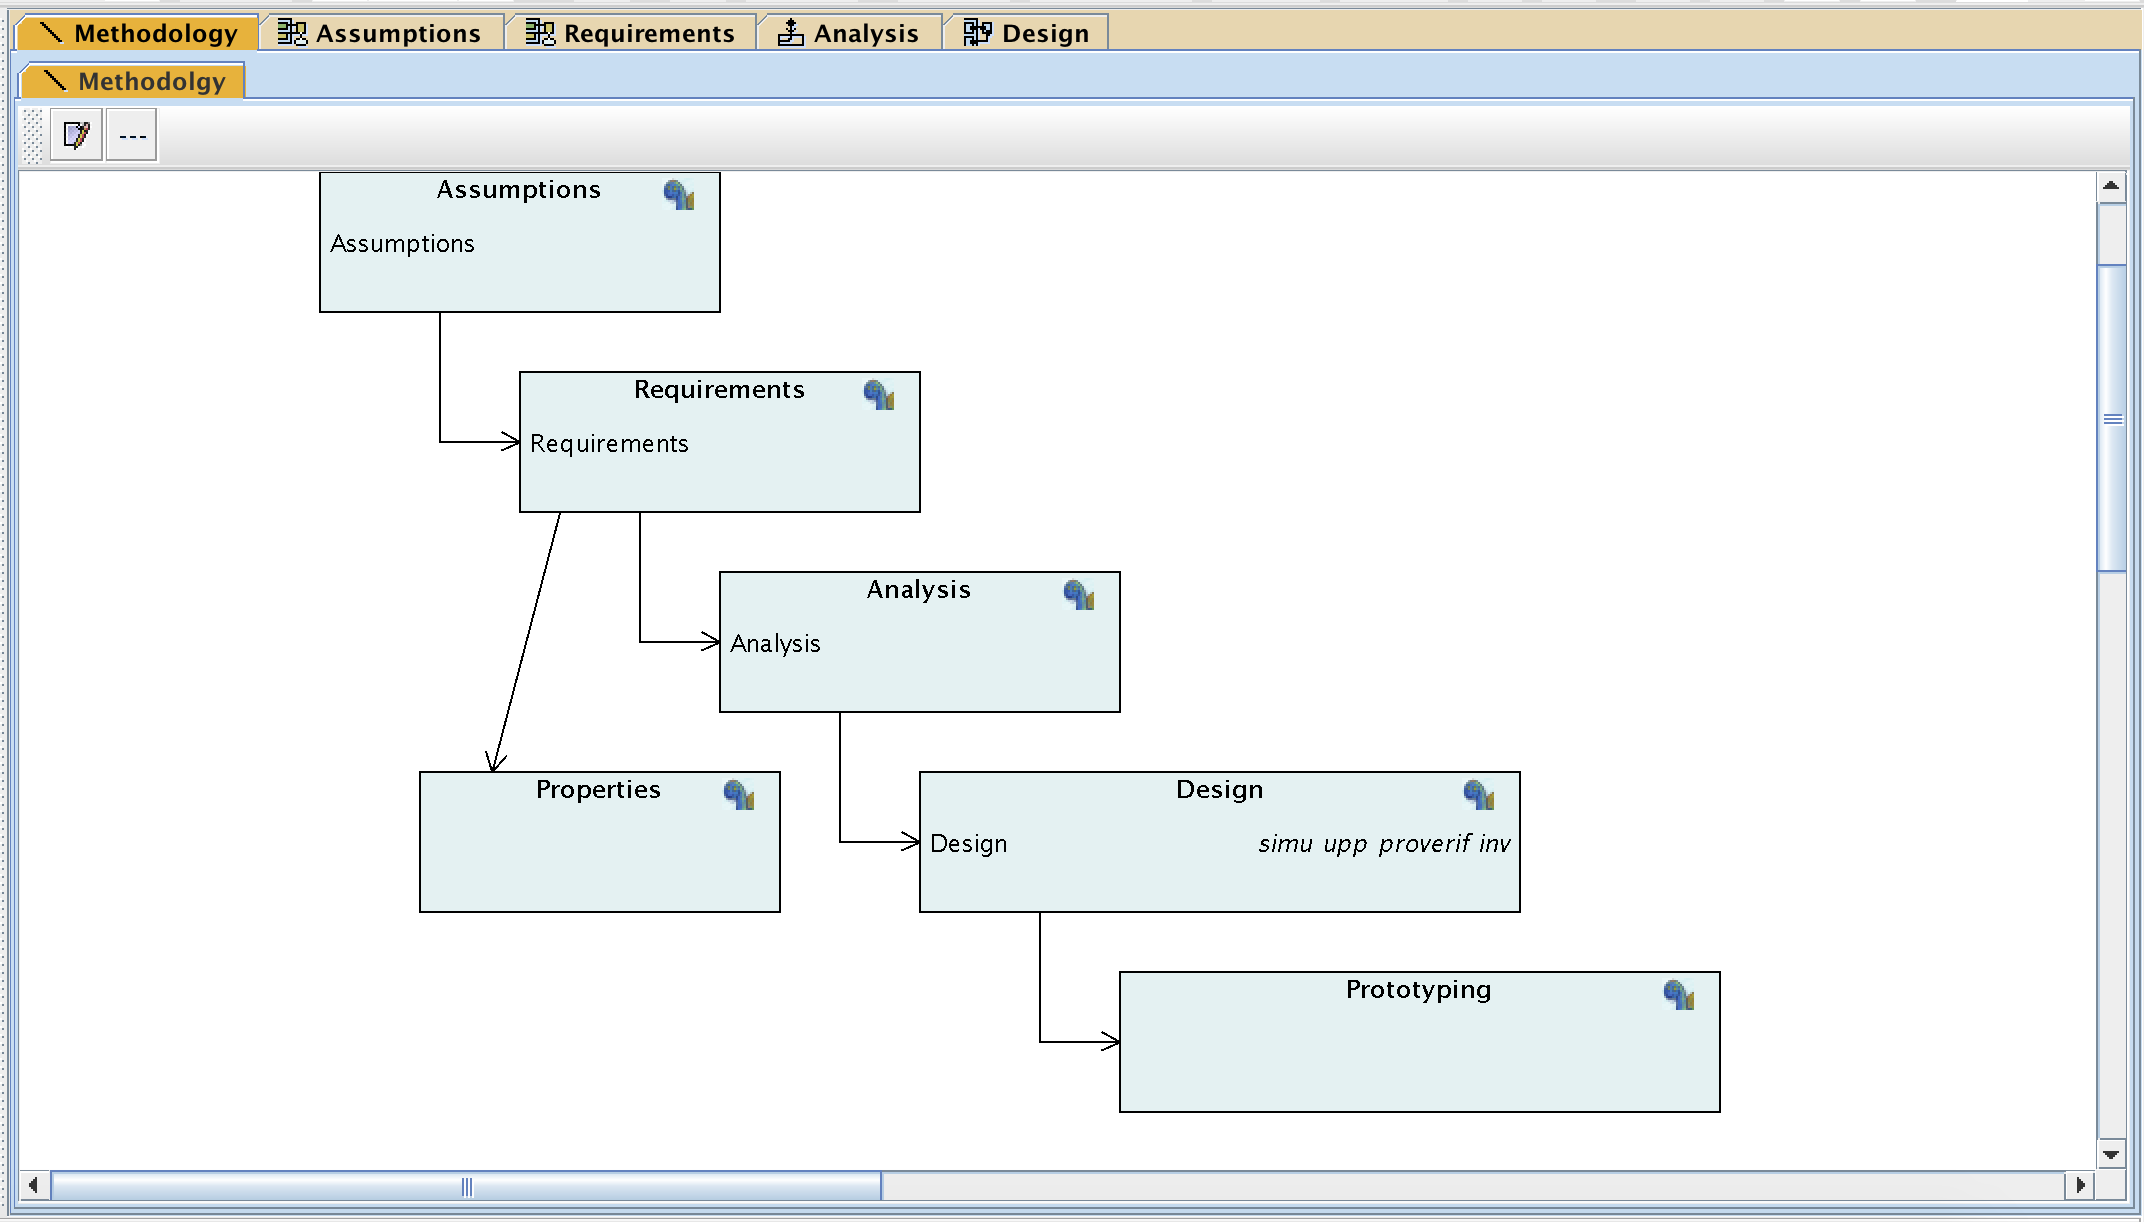 Methodology Assumptions Requirements Analysis Design
Methodolgy
---
Assumptions
Assumptions
Requirements
Requirements
Analysis
Analysis
Properties
Design
Design simu upp proverif inv
Prototyping